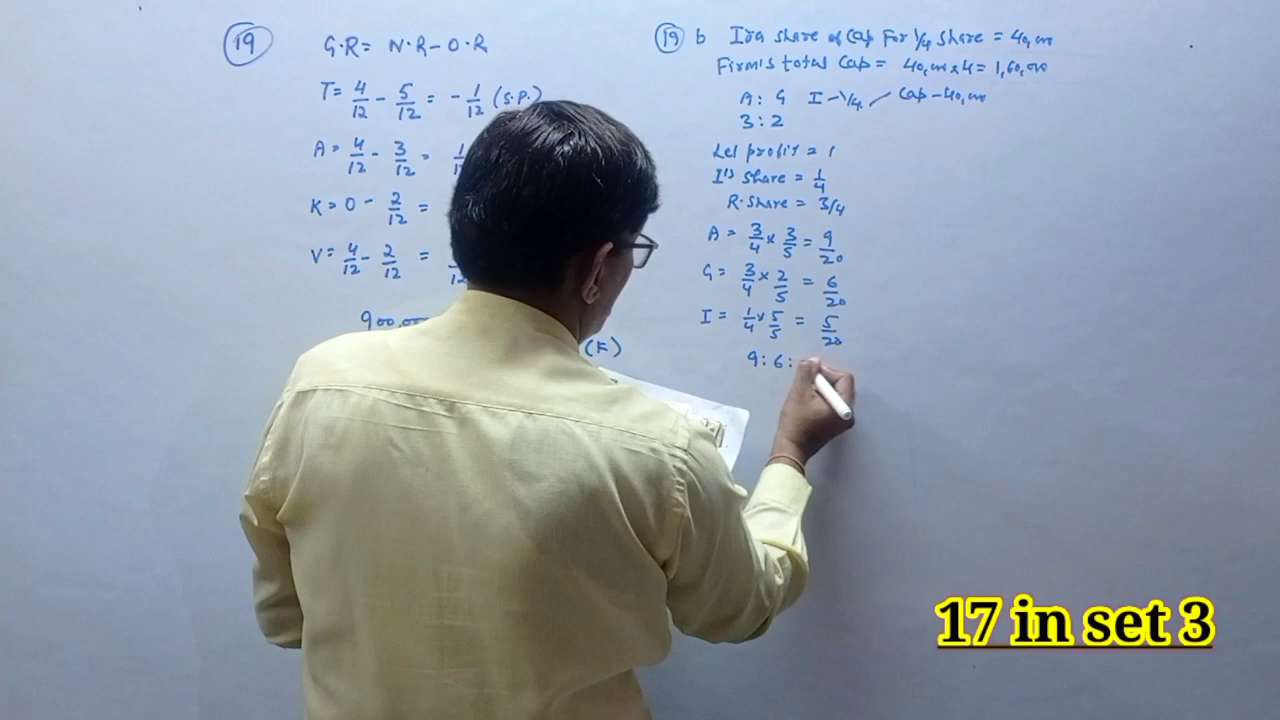 19
G.R = N.R - O.R
T = 4/12 - 5/12 = - 1/12 (S.P.)
A = 4/12 - 3/12 =
K = 0 - 2/12 =
V = 4/12 - 2/12 =
(F)
19 b Ira share of Cap For 1/4 share = 40,000
Firm's total Cap = 40,000 x 4 = 1,60,000
A : G I - 1/4 Cap - 40,000
3 : 2
Let profit = 1
I's share = 1/4
R. share = 3/4
A = 3/4 x 3/5 = 9/20
G = 3/4 x 2/5 = 6/20
I = 1/4 x 5/5 = 5/20
9 : 6 :
17 in set 3